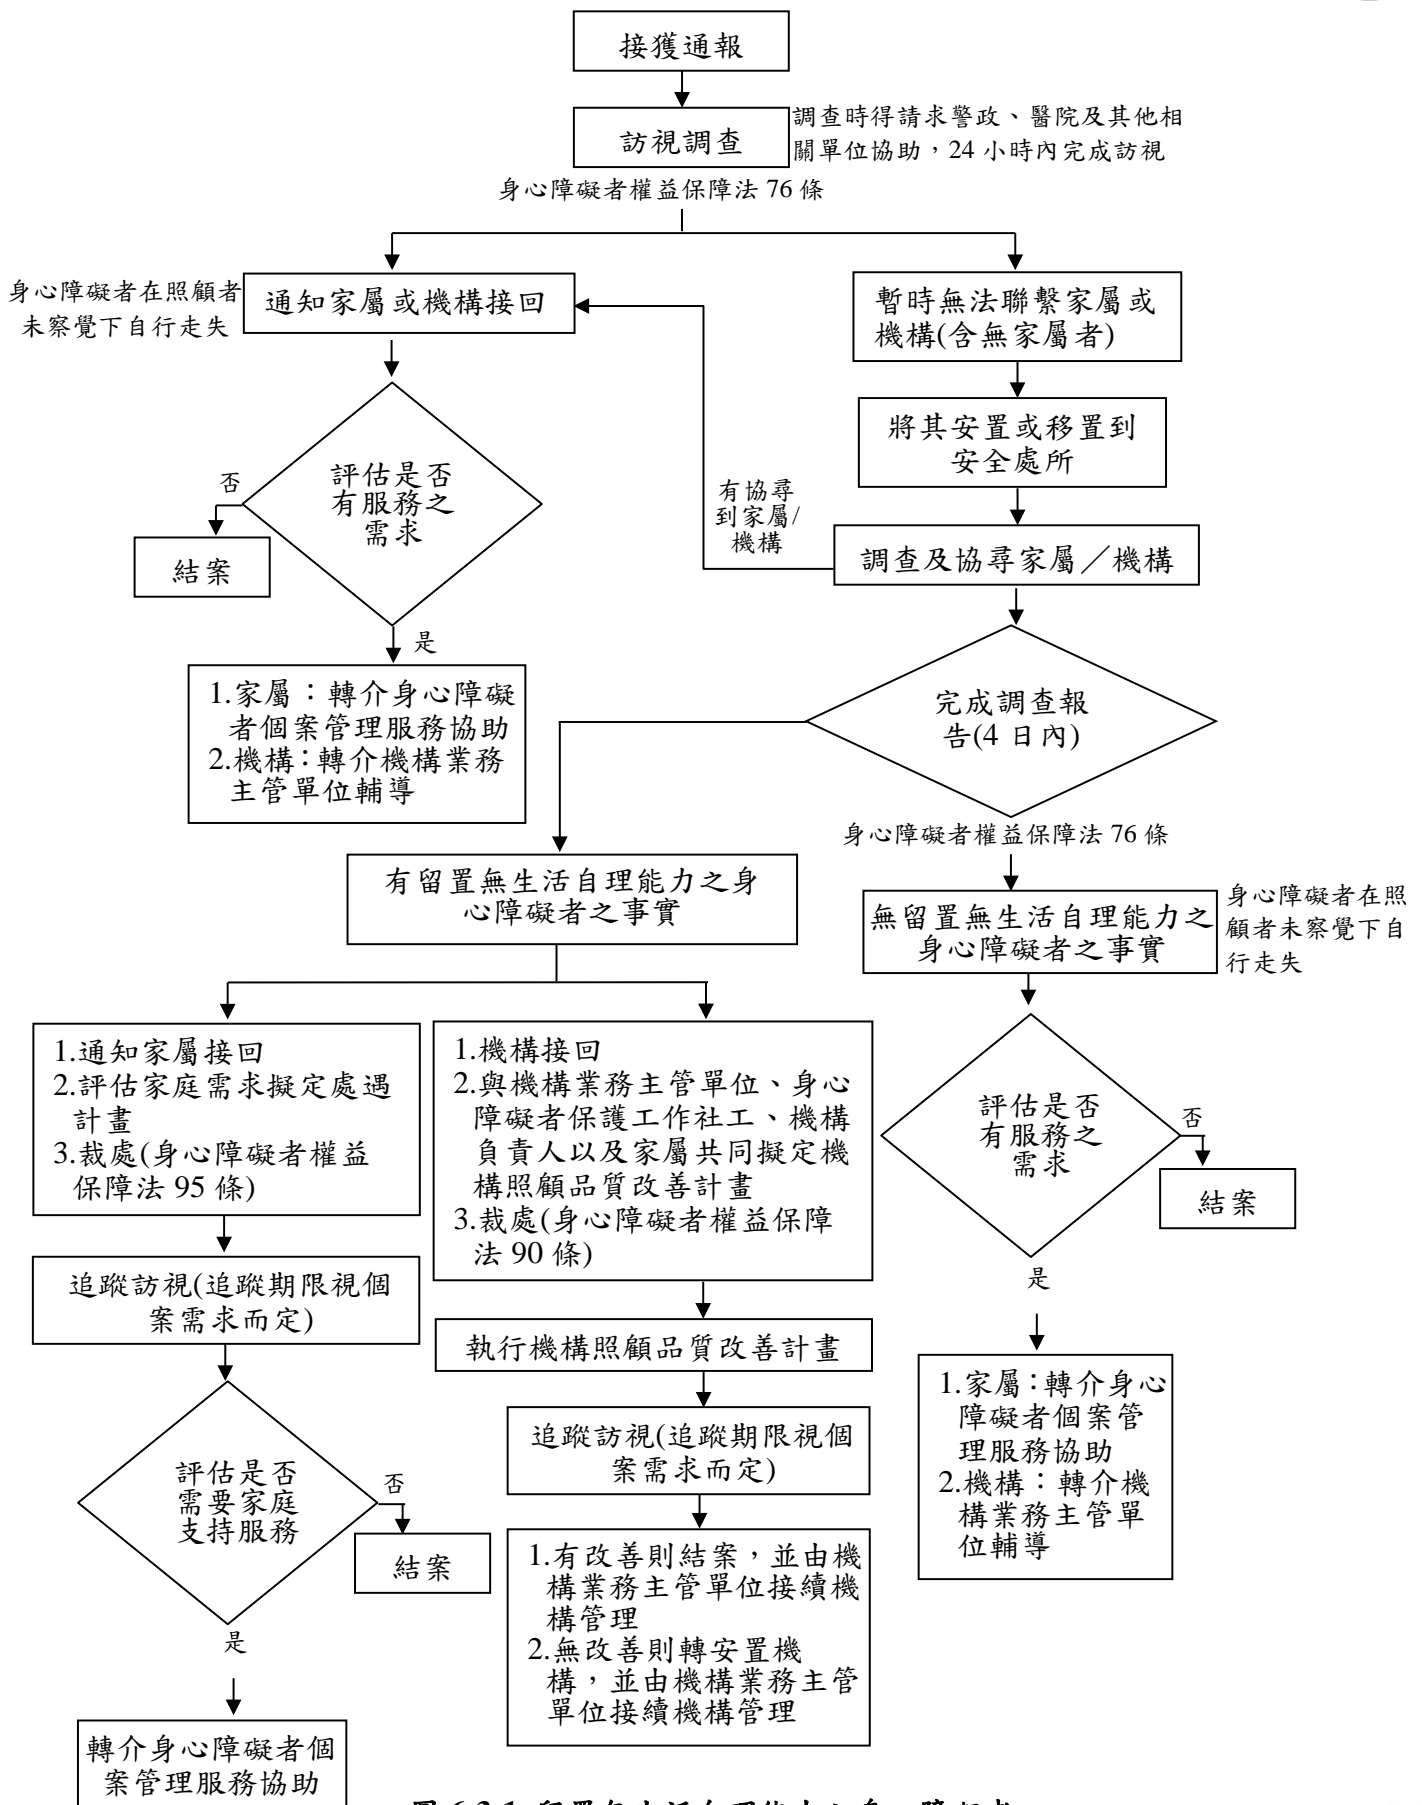 接獲通報
訪視調查
調查時得請求警政、醫院及其他相
關單位協助，24 小時內完成訪視
身心障礙者權益保障法 76 條
身心障礙者在照顧者
未察覺下自行走失
通知家屬或機構接回
暫時無法聯繫家屬或
機構(含無家屬者)
將其安置或移置到
安全處所
評估是否
有服務之
需求
否
結案
有協尋
到家屬/
機構
調查及協尋家屬／機構
是
1.家屬：轉介身心障礙
者個案管理服務協助
2.機構：轉介機構業務
主管單位輔導
完成調查報
告(4 日內)
身心障礙者權益保障法 76 條
有留置無生活自理能力之身
心障礙者之事實
無留置無生活自理能力之
身心障礙者之事實
身心障礙者在照
顧者未察覺下自
行走失
1.通知家屬接回
2.評估家庭需求擬定處遇
計畫
3.裁處(身心障礙者權益
保障法 95 條)
1.機構接回
2.與機構業務主管單位、身心
障礙者保護工作社工、機構
負責人以及家屬共同擬定機
構照顧品質改善計畫
3.裁處(身心障礙者權益保障
法 90 條)
評估是否
有服務之
需求
否
結案
是
追蹤訪視(追蹤期限視個
案需求而定)
執行機構照顧品質改善計畫
1.家屬：轉介身心
障礙者個案管
理服務協助
2.機構：轉介機
構業務主管單
位輔導
追蹤訪視(追蹤期限視個
案需求而定)
評估是否
需要家庭
支持服務
否
結案
1.有改善則結案，並由機
構業務主管單位接續機
構管理
2.無改善則轉安置機
構，並由機構業務主管
單位接續機構管理
是
轉介身心障礙者個
案管理服務協助